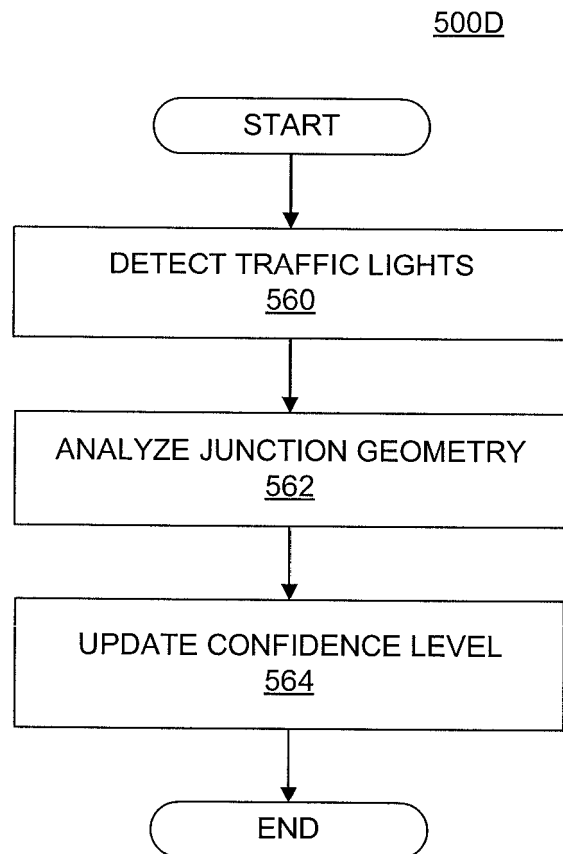 500D
START
DETECT TRAFFIC LIGHTS
560
ANALYZE JUNCTION GEOMETRY
562
UPDATE CONFIDENCE LEVEL
564
END